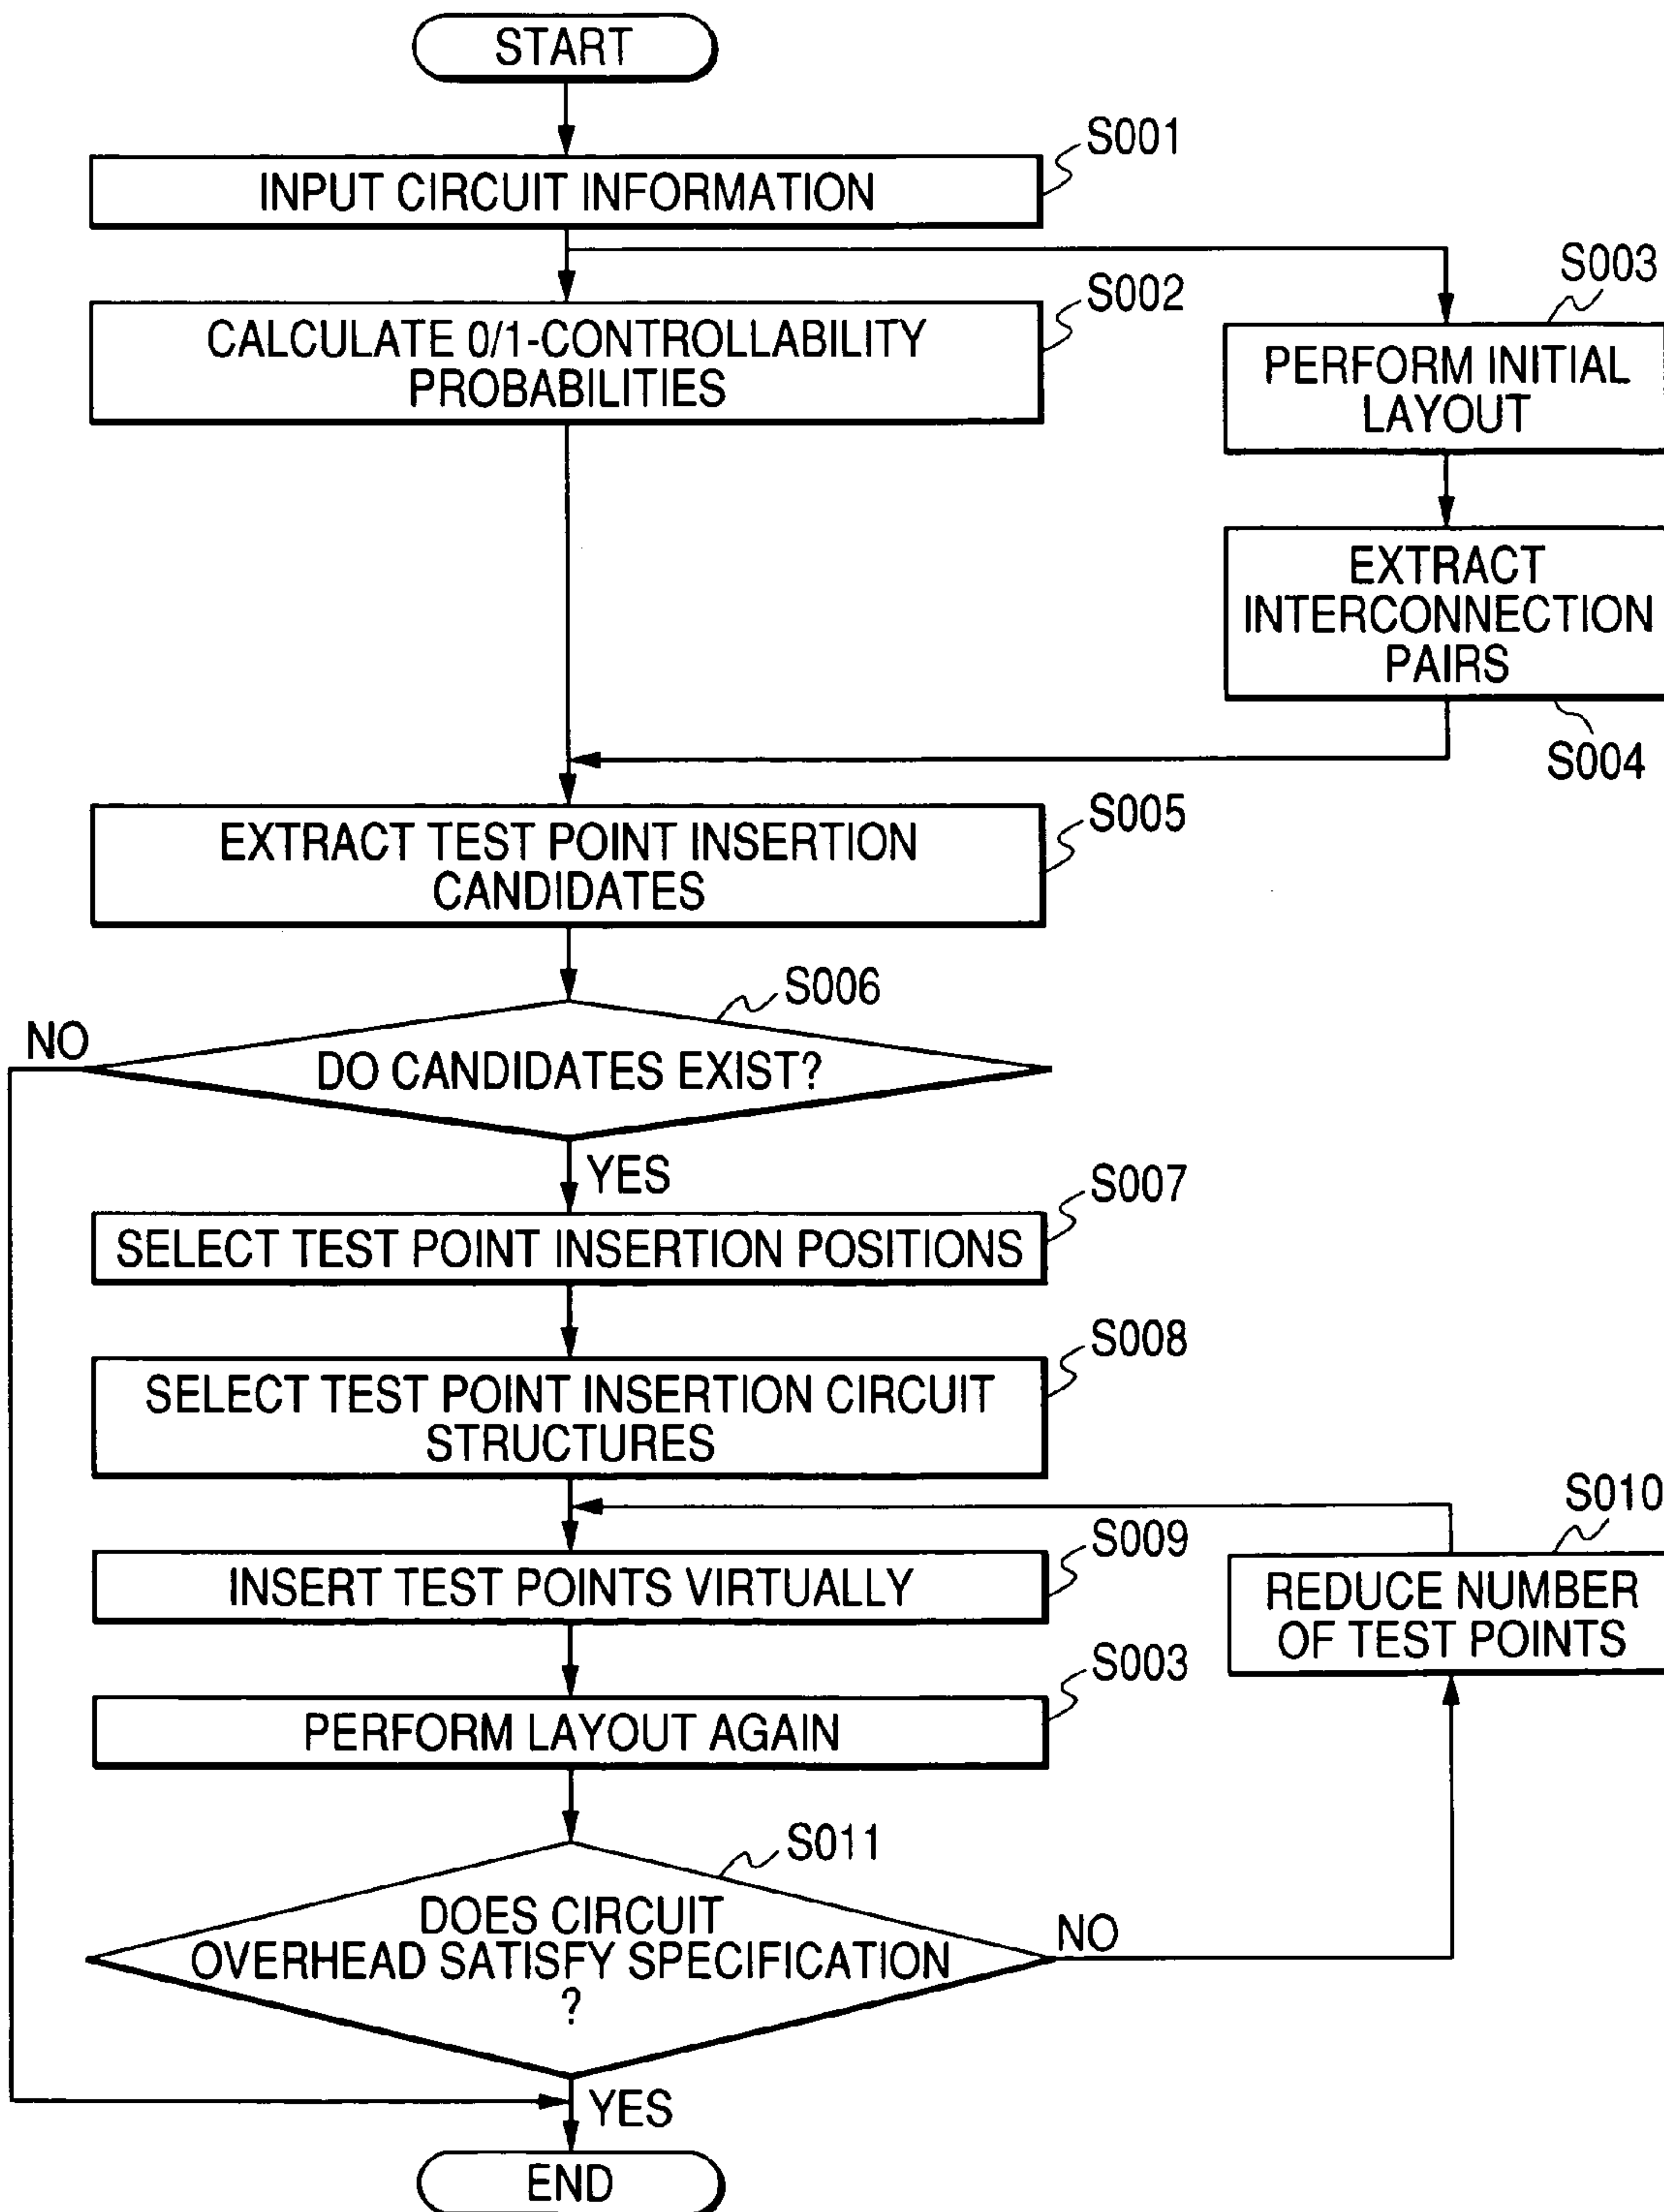 START
S001
INPUT CIRCUIT INFORMATION
S002
CALCULATE 0/1-CONTROLLABILITY
PROBABILITIES
S003
PERFORM INITIAL
LAYOUT
EXTRACT
INTERCONNECTION
PAIRS
S004
S005
EXTRACT TEST POINT INSERTION
CANDIDATES
S006
NO
DO CANDIDATES EXIST?
YES
S007
SELECT TEST POINT INSERTION POSITIONS
S008
SELECT TEST POINT INSERTION CIRCUIT
STRUCTURES
S009
INSERT TEST POINTS VIRTUALLY
S010
REDUCE NUMBER
OF TEST POINTS
S003
PERFORM LAYOUT AGAIN
S011
DOES CIRCUIT
OVERHEAD SATISFY SPECIFICATION
?
NO
YES
END